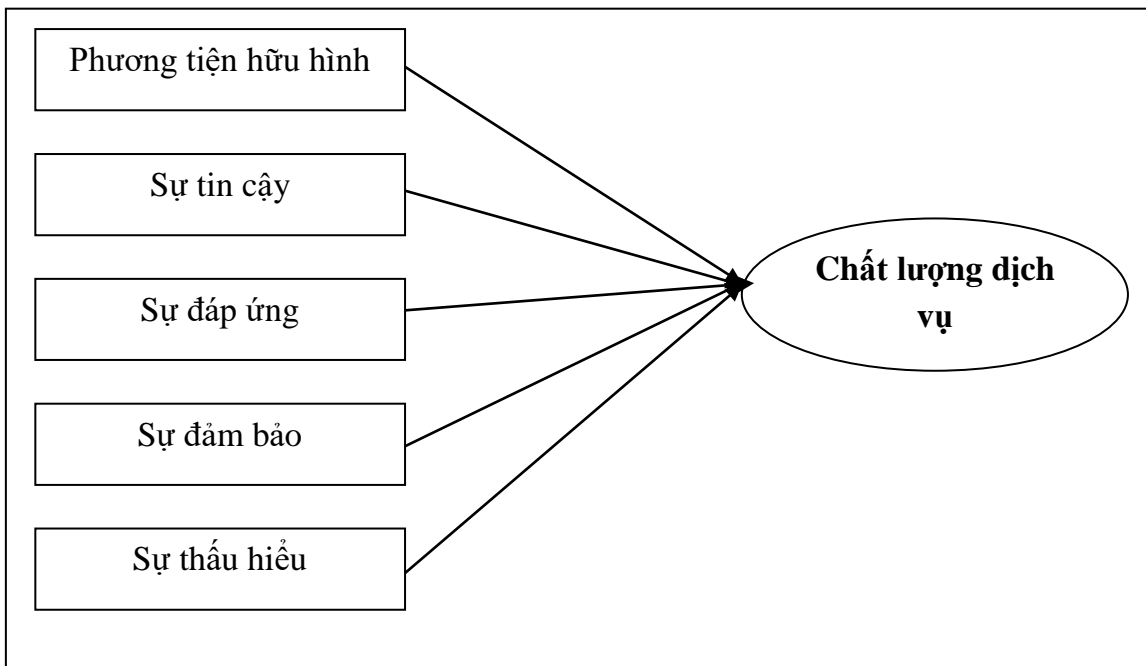 Phương tiện hữu hình
Sự tin cậy
Sự đáp ứng
Sự đảm bảo
Sự thấu hiểu
Chất lượng dịch
vụ